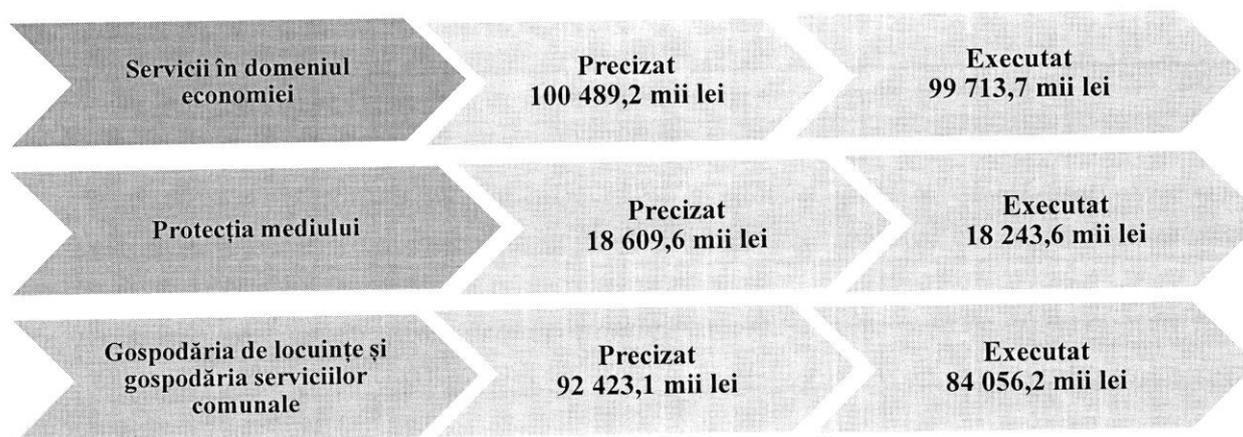 Servicii în domeniul
economiei
Precizat
100 489,2 mii lei
Executat
99 713,7 mii lei
Protecția mediului
Precizat
18 609,6 mii lei
Executat
18 243,6 mii lei
Gospodăria de locuințe și
gospodăria serviciilor
comunale
Precizat
92 423,1 mii lei
Executat
84 056,2 mii lei